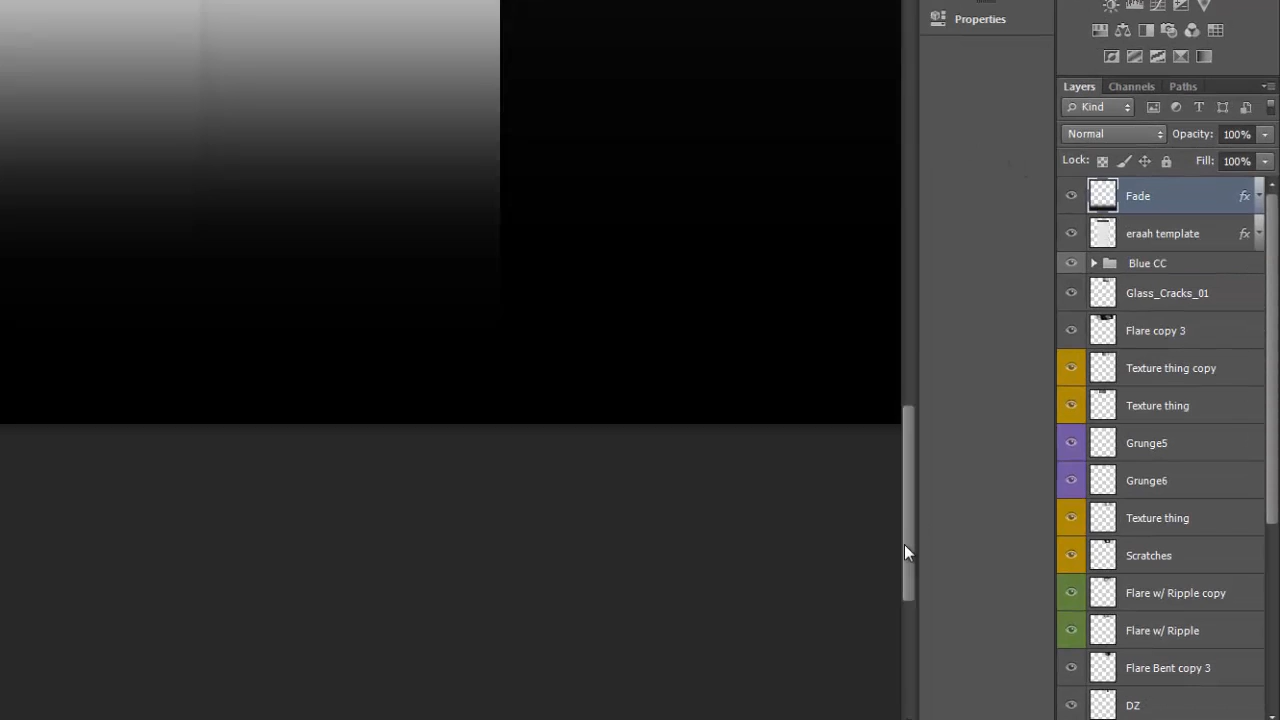 Properties
Layers Channels Paths
Kind
Normal Opacity: 100%
Lock: Fill: 100%
Fade fx
eraah template fx
Blue CC
Glass_Cracks_01
Flare copy 3
Texture thing copy
Texture thing
Grunge5
Grunge6
Texture thing
Scratches
Flare w/ Ripple copy
Flare w/ Ripple
Flare Bent copy 3
DZ